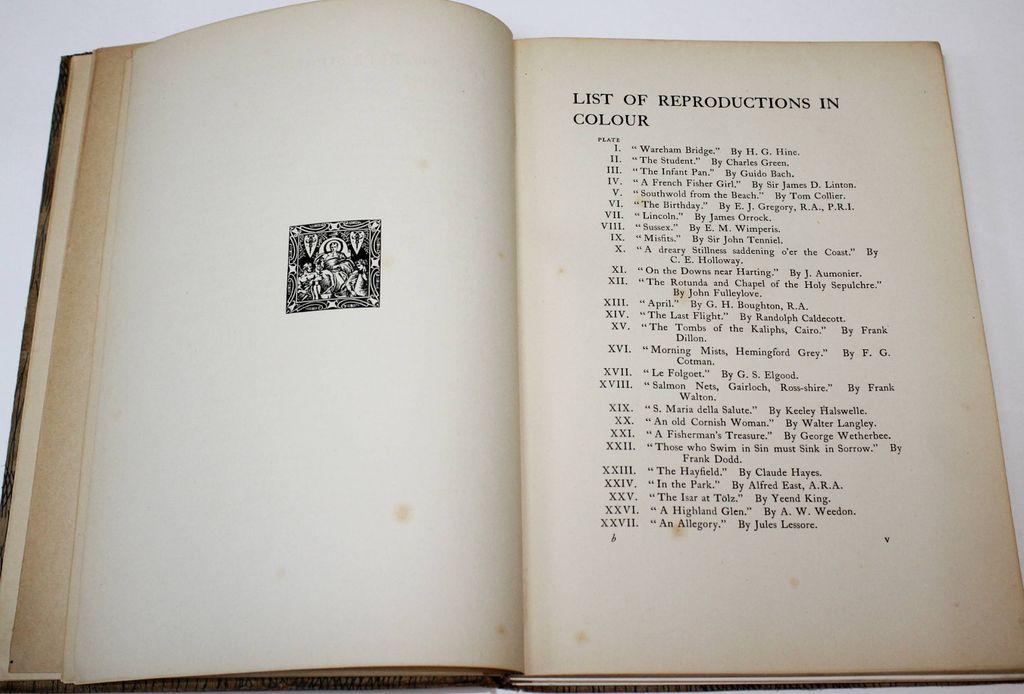 LIST OF REPRODUCTIONS IN
COLOUR
PLATE
I. “Wareham Bridge.” By H. G. Hine.
II. “The Student.” By Charles Green.
III. “The Infant Pan.” By Guido Bach.
IV. “A French Fisher Girl.” By Sir James D. Linton.
V. “Southwold from the Beach.” By Tom Collier.
VI. “The Birthday.” By E. J. Gregory, R.A., P.R.I.
VII. “Lincoln.” By James Orrock.
VIII. “Sussex.” By E. M. Wimperis.
IX. “Misfits.” By Sir John Tenniel.
X. “A dreary Stillness saddening o'er the Coast.” By
C. E. Holloway.
XI. “On the Downs near Harting.” By J. Aumonier.
XII. “The Rotunda and Chapel of the Holy Sepulchre.”
By John Fulleylove.
XIII. “April.” By G. H. Boughton, R.A.
XIV. “The Last Flight.” By Randolph Caldecott.
XV. “The Tombs of the Kaliphs, Cairo.” By Frank
Dillon.
XVI. “Morning Mists, Hemingford Grey.” By F. G.
Cotman.
XVII. “Le Folgoet.” By G. S. Elgood.
XVIII. “Salmon Nets, Gairloch, Ross-shire.” By Frank
Walton.
XIX. “S. Maria della Salute.” By Keeley Halswelle.
XX. “An old Cornish Woman.” By Walter Langley.
XXI. “A Fisherman's Treasure.” By George Wetherbee.
XXII. “Those who Swim in Sin must Sink in Sorrow.” By
Frank Dodd.
XXIII. “The Hayfield.” By Claude Hayes.
XXIV. “In the Park.” By Alfred East, A.R.A.
XXV. “The Isar at Tölz.” By Yeend King.
XXVI. “A Highland Glen.” By A. W. Weedon.
XXVII. “An Allegory.” By Jules Lessore.
b v